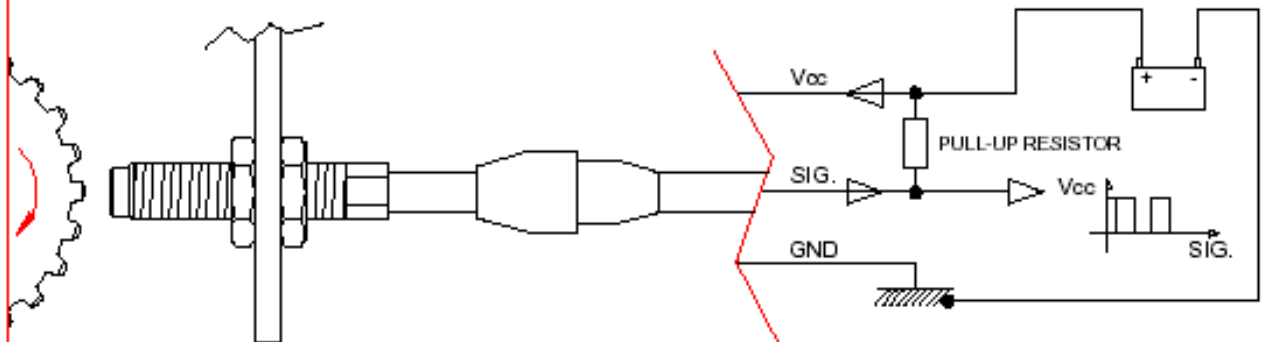 Vcc
+ -
PULL-UP RESISTOR
SIG.
Vcc
SIG.
GND